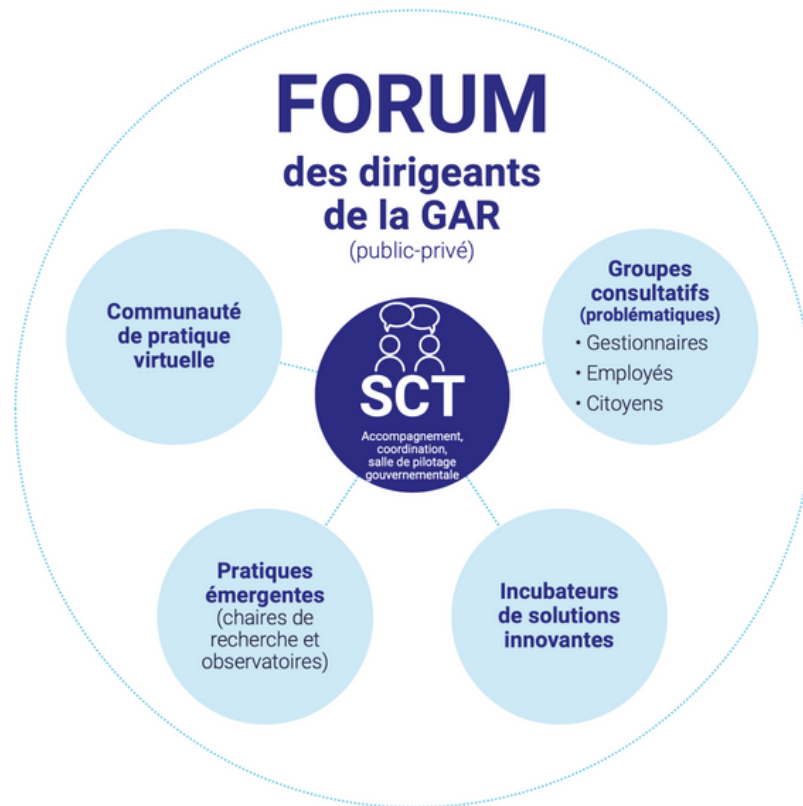 FORUM
des dirigeants
de la GAR
(public-privé)
Communauté
de pratique
virtuelle
Groupes
consultatifs
(problématiques)
• Gestionnaires
• Employés
• Citoyens
SCT
Accompagnement,
coordination,
salle de pilotage
gouvernementale
Pratiques
émergentes
(chaires de
recherche et
observatoires)
Incubateurs
de solutions
innovantes